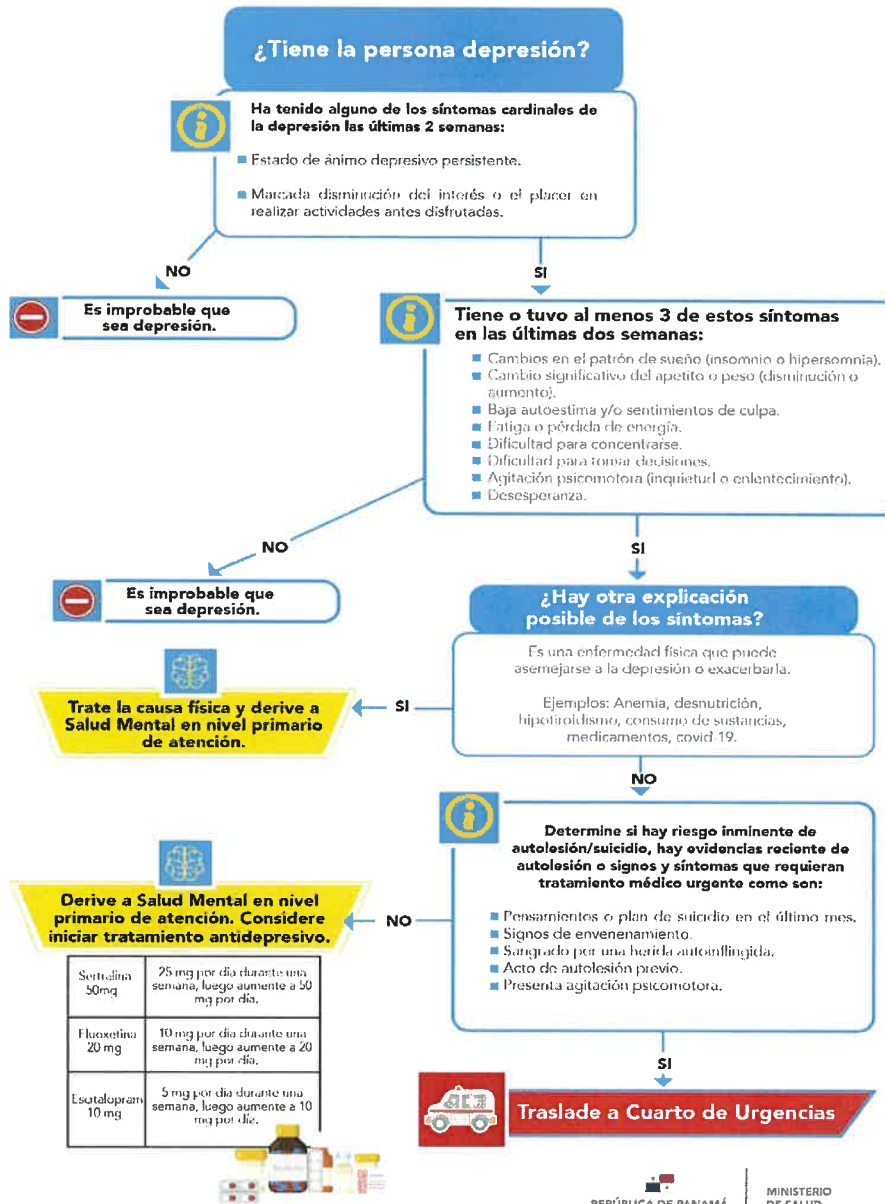 ¿Tiene la persona depresión?
Ha tenido alguno de los síntomas cardinales de
la depresión las últimas 2 semanas:
Estado de ánimo depresivo persistente.
Marcada disminución del interés o el placer en
realizar actividades antes disfrutadas.
NO
SI
Es improbable que
sea depresión.
Tiene o tuvo al menos 3 de estos síntomas
en las últimas dos semanas:
Cambios en el patrón de sueño (insomnio o hipersomnia).
Cambio significativo del apetito o peso (disminución o
aumento).
Baja autoestima y/o sentimientos de culpa.
Fatiga o pérdida de energía.
Dificultad para concentrarse.
Dificultad para tomar decisiones.
Agitación psicomotora (inquietud o enlentecimiento).
Desesperanza.
NO
SI
Es improbable que
sea depresión.
¿Hay otra explicación
posible de los síntomas?
Es una enfermedad física que puede
asemejarse a la depresión o exacerbarla.
Ejemplos: Anemia, desnutrición,
hipotiroidismo, consumo de sustancias,
medicamentos, covid 19.
SI
Trate la causa física y derive a
Salud Mental en nivel primario
de atención.
NO
Determine si hay riesgo inminente de
autolesión/suicidio, hay evidencias reciente de
autolesión o signos y síntomas que requieran
tratamiento médico urgente como son:
Pensamientos o plan de suicidio en el último mes.
Signos de envenenamiento.
Sangrado por una herida autoinflingida.
Acto de autolesión previo.
Presenta agitación psicomotora.
NO
Derive a Salud Mental en nivel
primario de atención. Considere
iniciar tratamiento antidepresivo.
Sertralina
50mg
25 mg por día durante una
semana, luego aumente a 50
mg por día.
Fluoxetina
20 mg
10 mg por día durante una
semana, luego aumente a 20
mg por día.
Escitalopram
10 mg
5 mg por día durante una
semana, luego aumente a 10
mg por día.
SI
Traslade a Cuarto de Urgencias
REPÚBLICA DE PANAMÁ
MINISTERIO
DE SALUD